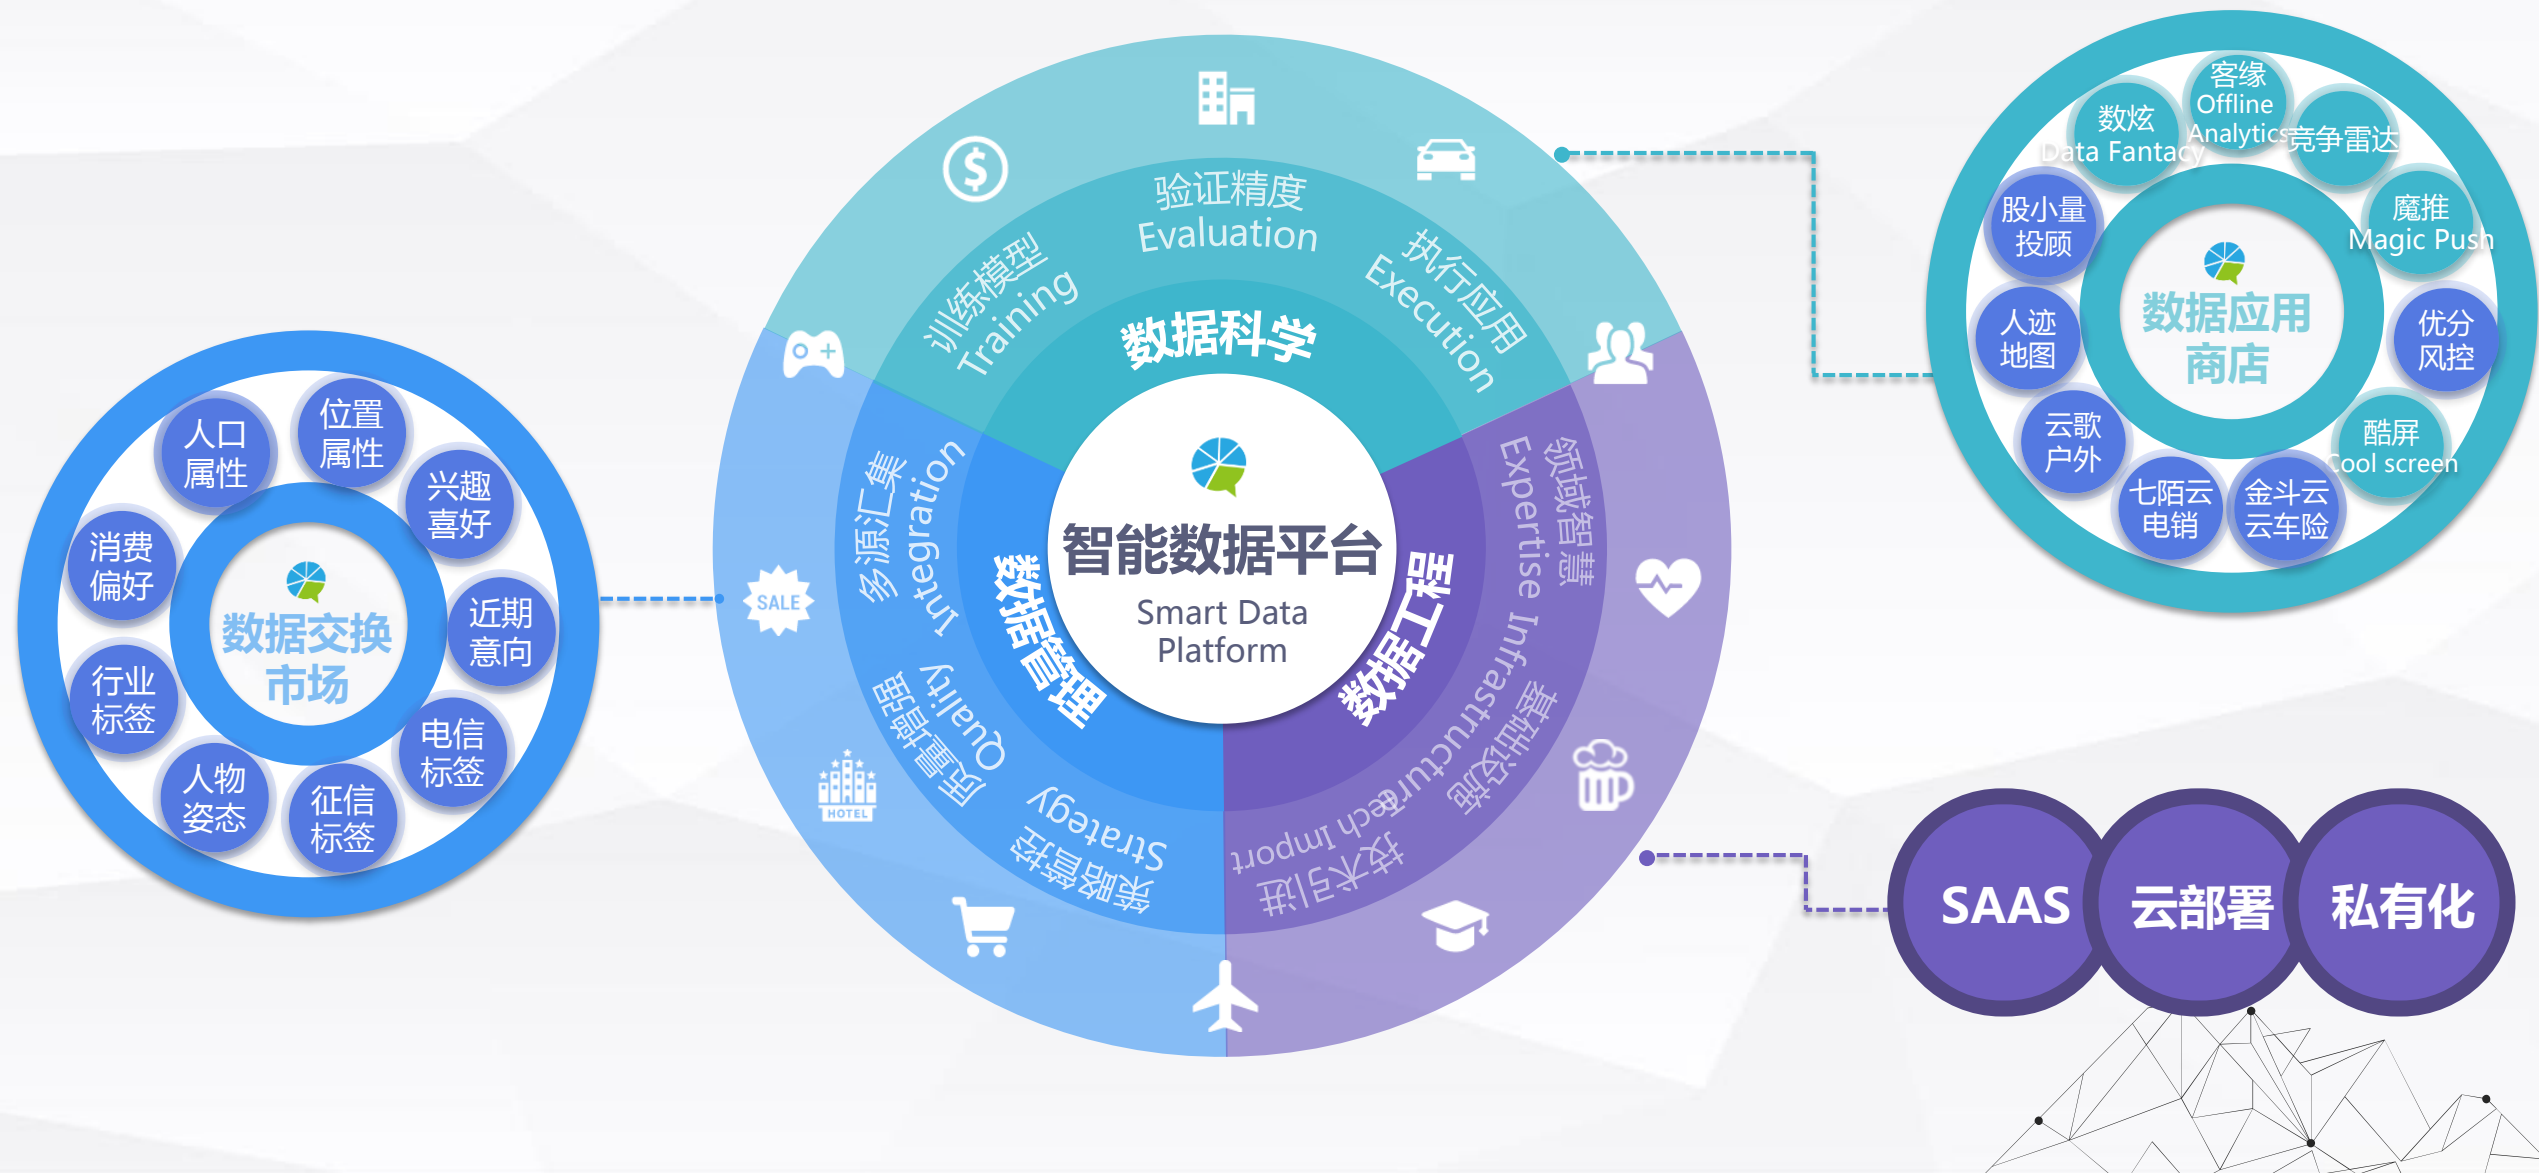 人口
属性
位置
属性
兴趣
喜好
近期
意向
电信
标签
征信
标签
人物
姿态
行业
标签
消费
偏好
数据交换
市场
智能数据平台
Smart Data
Platform
数据科学
训练模型
Training
验证精度
Evaluation
执行应用
Execution
数据管理
多源汇集
Integration
质量增强
Quality
策略管控
Strategy
数据工程
领域智慧
Expertise
基础设施
Infrastructure
技术引进
Tech Import
SALE
HOTEL
数据应用
商店
客缘
Offline
Analytics
竞争雷达
魔推
Magic Push
优分
风控
酷屏
Cool screen
金斗云
云车险
七陌云
电销
云歌
户外
人迹
地图
股小量
投顾
数炫
Data Fantacy
SAAS
云部署
私有化